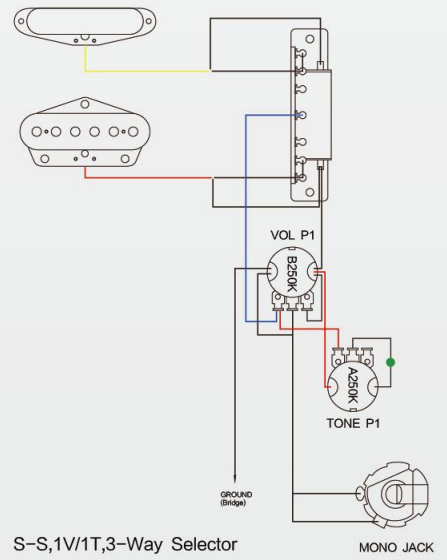 VOL P1
B250K
A250K
TONE P1
GROUND
(Bridge)
S-S,1V/1T,3-Way Selector
MONO JACK